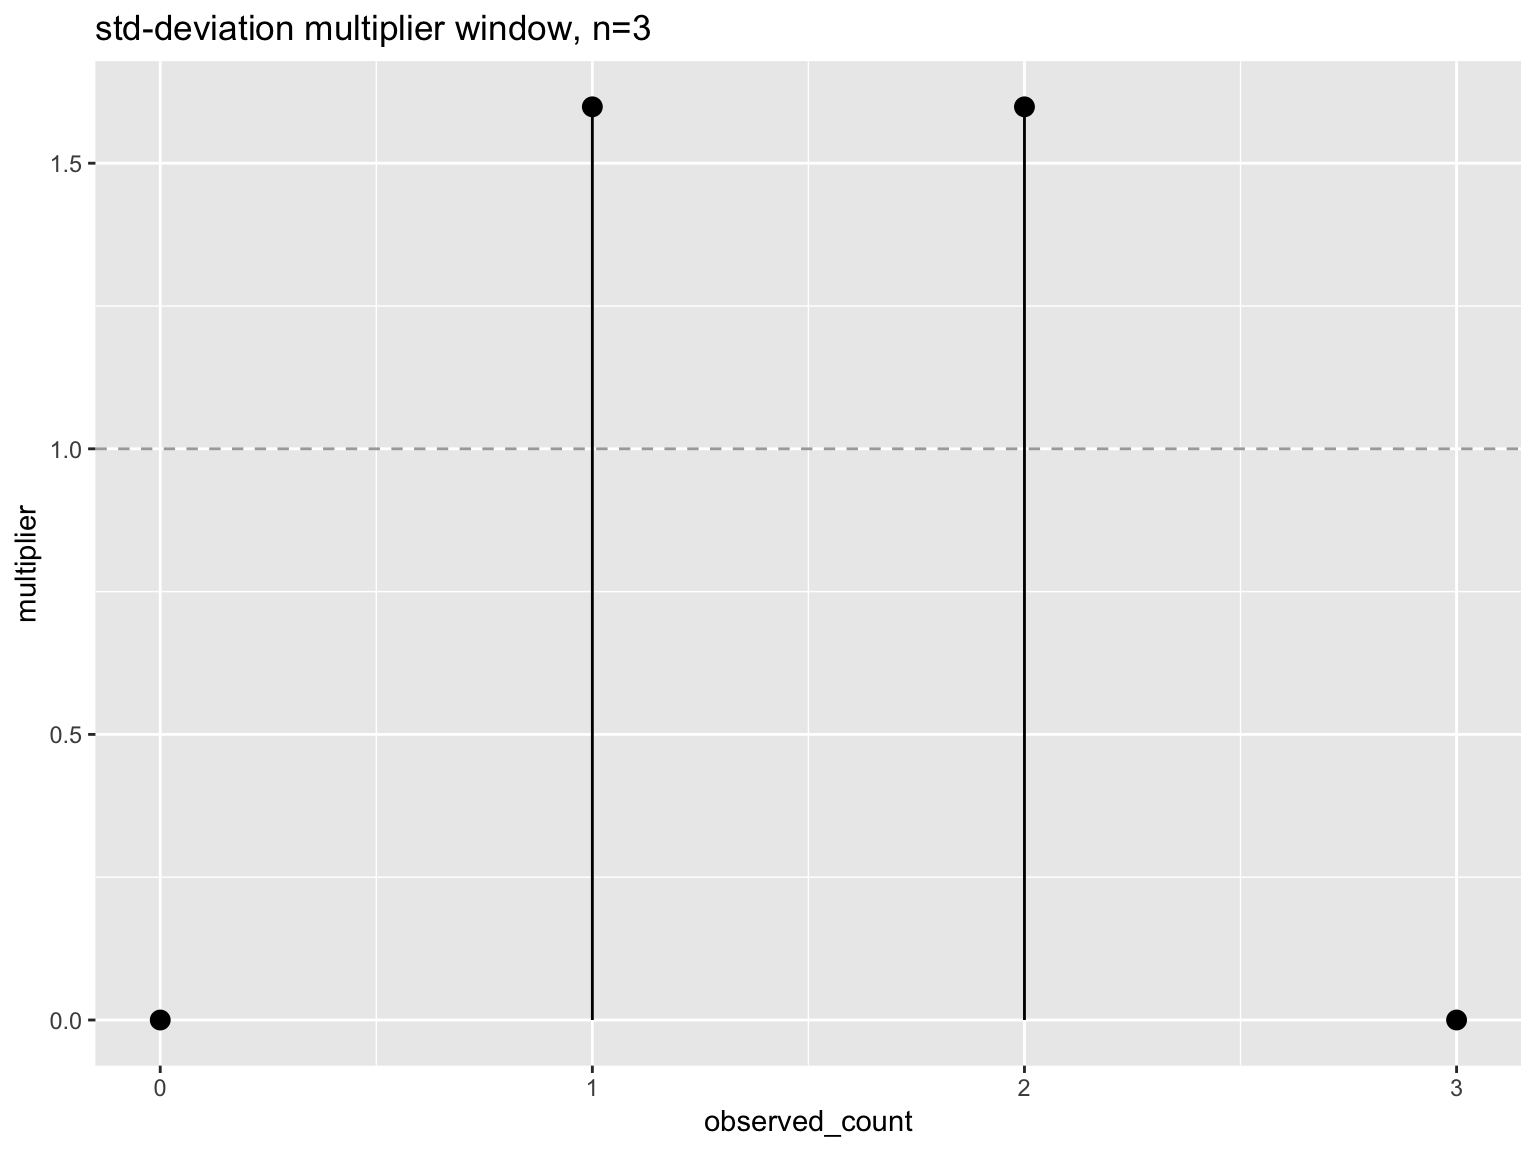 std-deviation multiplier window, n=3
1.5
1.0
0.5
0.0
multiplier
0 1 2 3
observed_count